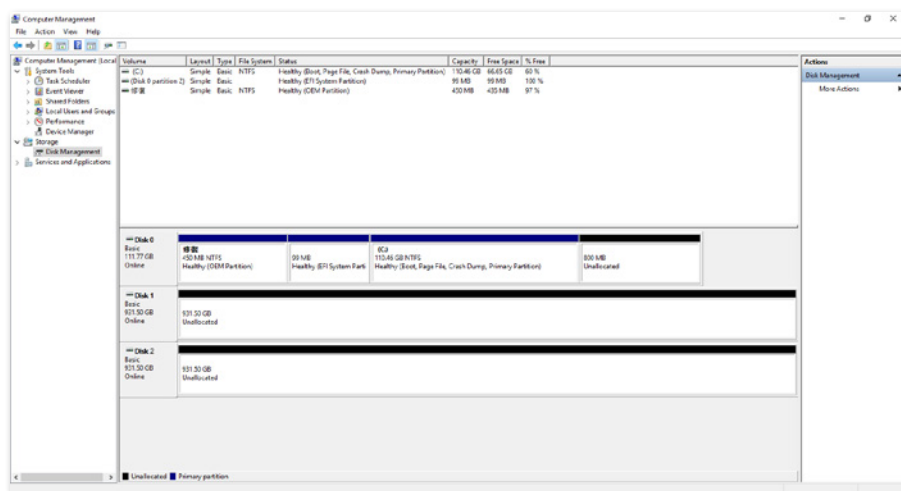 Computer Management
File Action View Help
Computer Management (Local
System Tools
Task Scheduler
Event Viewer
Shared Folders
Local Users and Groups
Performance
Device Manager
Storage
Disk Management
Services and Applications
Volume Layout Type File System Status Capacity Free Space % Free
(C:) Simple Basic NTFS Healthy (Boot, Page File, Crash Dump, Primary Partition) 110.46 GB 66.65 GB 60 %
(Disk 0 partition 2) Simple Basic Healthy (EFI System Partition) 99 MB 99 MB 100 %
Simple Basic NTFS Healthy (OEM Partition) 450 MB 435 MB 97 %
Actions
Disk Management
More Actions
Disk 0
Basic
111.77 GB
Online
450 MB NTFS
Healthy (OEM Partition)
99 MB
Healthy (EFI System Parti
(C:)
110.46 GB NTFS
Healthy (Boot, Page File, Crash Dump, Primary Partition)
800 MB
Unallocated
Disk 1
Basic
931.50 GB
Online
931.50 GB
Unallocated
Disk 2
Basic
931.50 GB
Online
931.50 GB
Unallocated
Unallocated Primary partition